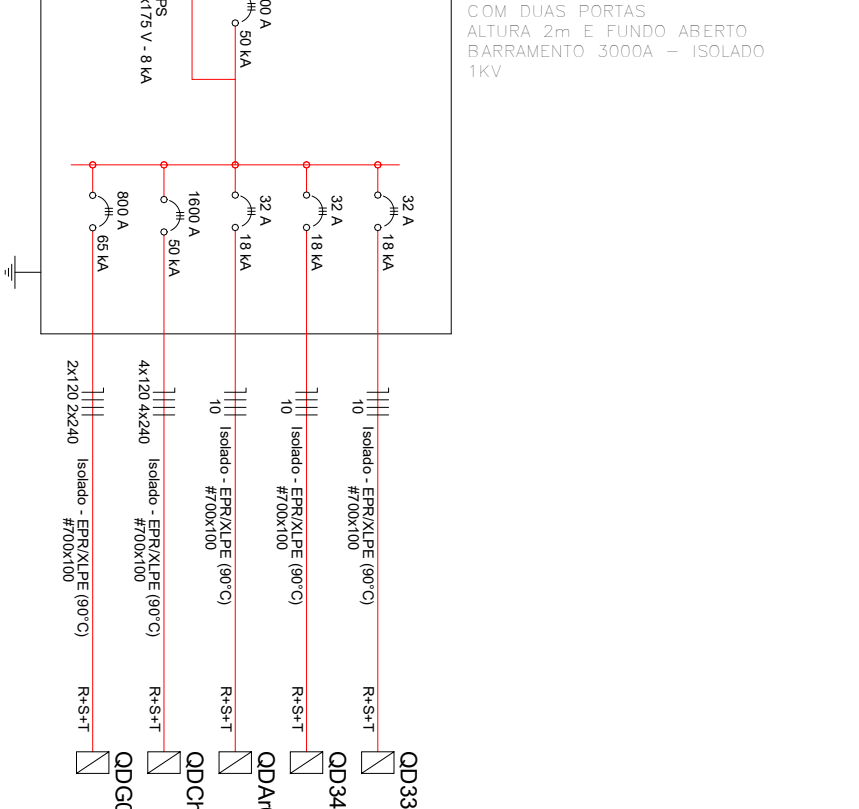 COM DUAS PORTAS
ALTURA 2m E FUNDO ABERTO
BARRAMENTO 3000A - ISOLADO
1KV
50 kA
x175 V - 8 kA
32 A
18 kA
32 A
18 kA
32 A
18 kA
1600 A
50 kA
800 A
65 kA
10
Isolado - EPR/XLPE (90°C)
#700x100
R+S+T
QD33
10
Isolado - EPR/XLPE (90°C)
#700x100
R+S+T
QD34
10
Isolado - EPR/XLPE (90°C)
#700x100
R+S+T
4x120 4x240
Isolado - EPR/XLPE (90°C)
#700x100
R+S+T
2x120 2x240
Isolado - EPR/XLPE (90°C)
#700x100
R+S+T